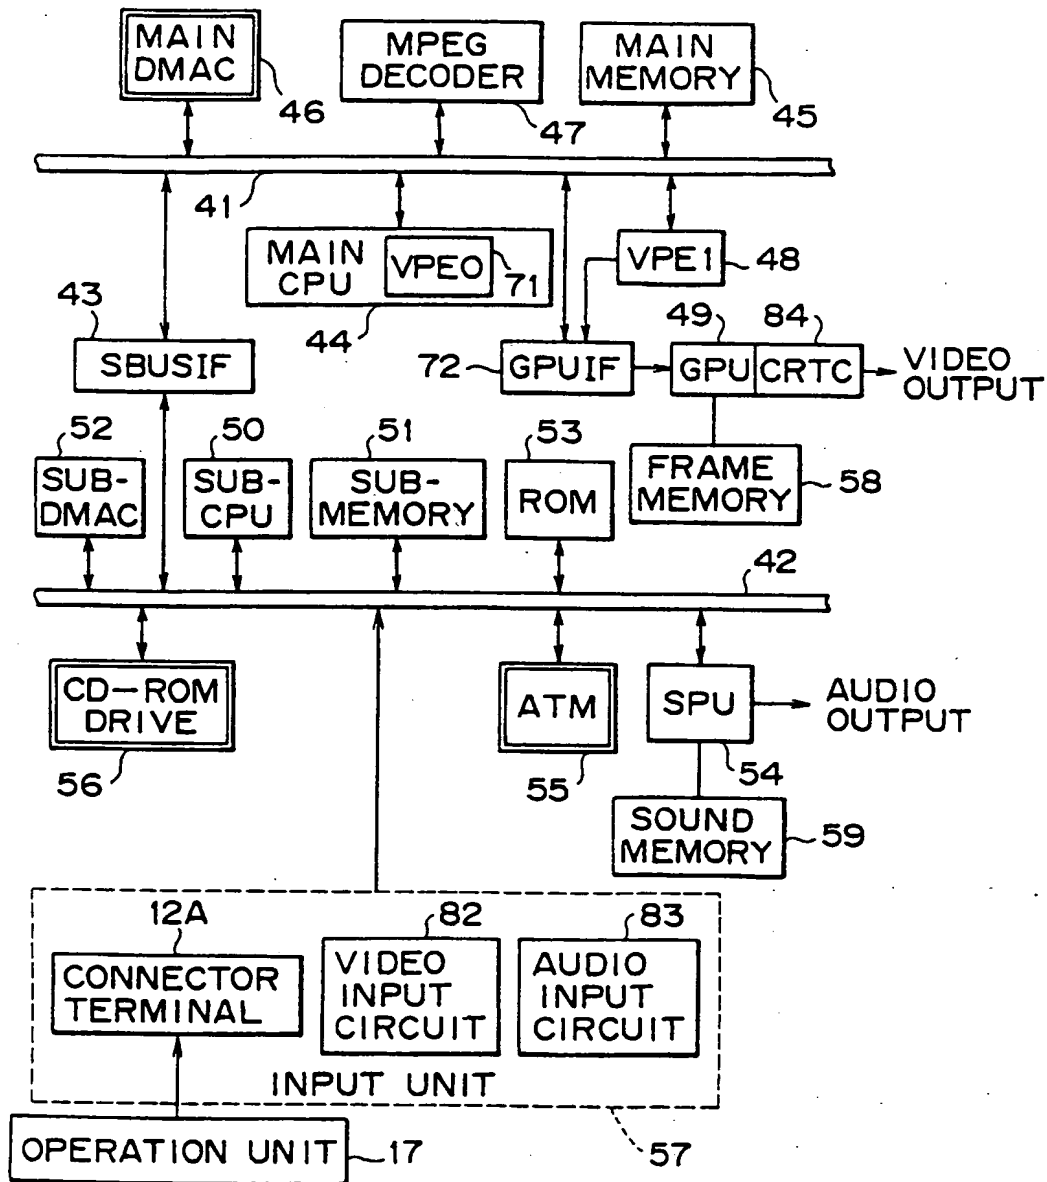 MAIN
DMAC
46
MPEG
DECODER
47
MAIN
MEMORY
45
41
MAIN
CPU
VPE0
71
44
VPE1
48
43
SBUSIF
72
GPUIF
49
84
GPU
CRTC
VIDEO
OUTPUT
52
SUB-
DMAC
50
SUB-
CPU
51
SUB-
MEMORY
53
ROM
FRAME
MEMORY
58
42
CD-ROM
DRIVE
56
ATM
55
SPU
54
AUDIO
OUTPUT
SOUND
MEMORY
59
12A
CONNECTOR
TERMINAL
82
VIDEO
INPUT
CIRCUIT
83
AUDIO
INPUT
CIRCUIT
INPUT UNIT
57
OPERATION UNIT
17